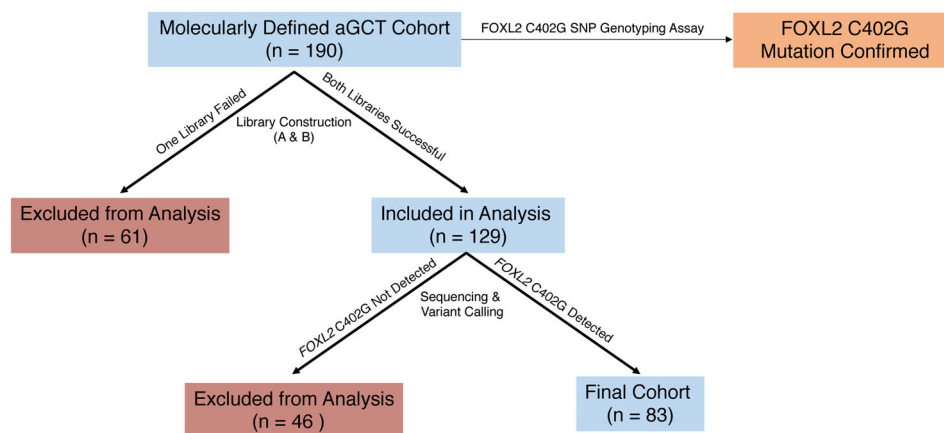 Molecularly Defined aGCT Cohort
(n = 190)
FOXL2 C402G SNP Genotyping Assay
FOXL2 C402G
Mutation Confirmed
One Library Failed
Library Construction
(A & B)
Both Libraries Successful
Excluded from Analysis
(n = 61)
Included in Analysis
(n = 129)
FOXL2 C402G Not Detected
Sequencing &
Variant Calling
FOXL2 C402G Detected
Excluded from Analysis
(n = 46 )
Final Cohort
(n = 83)